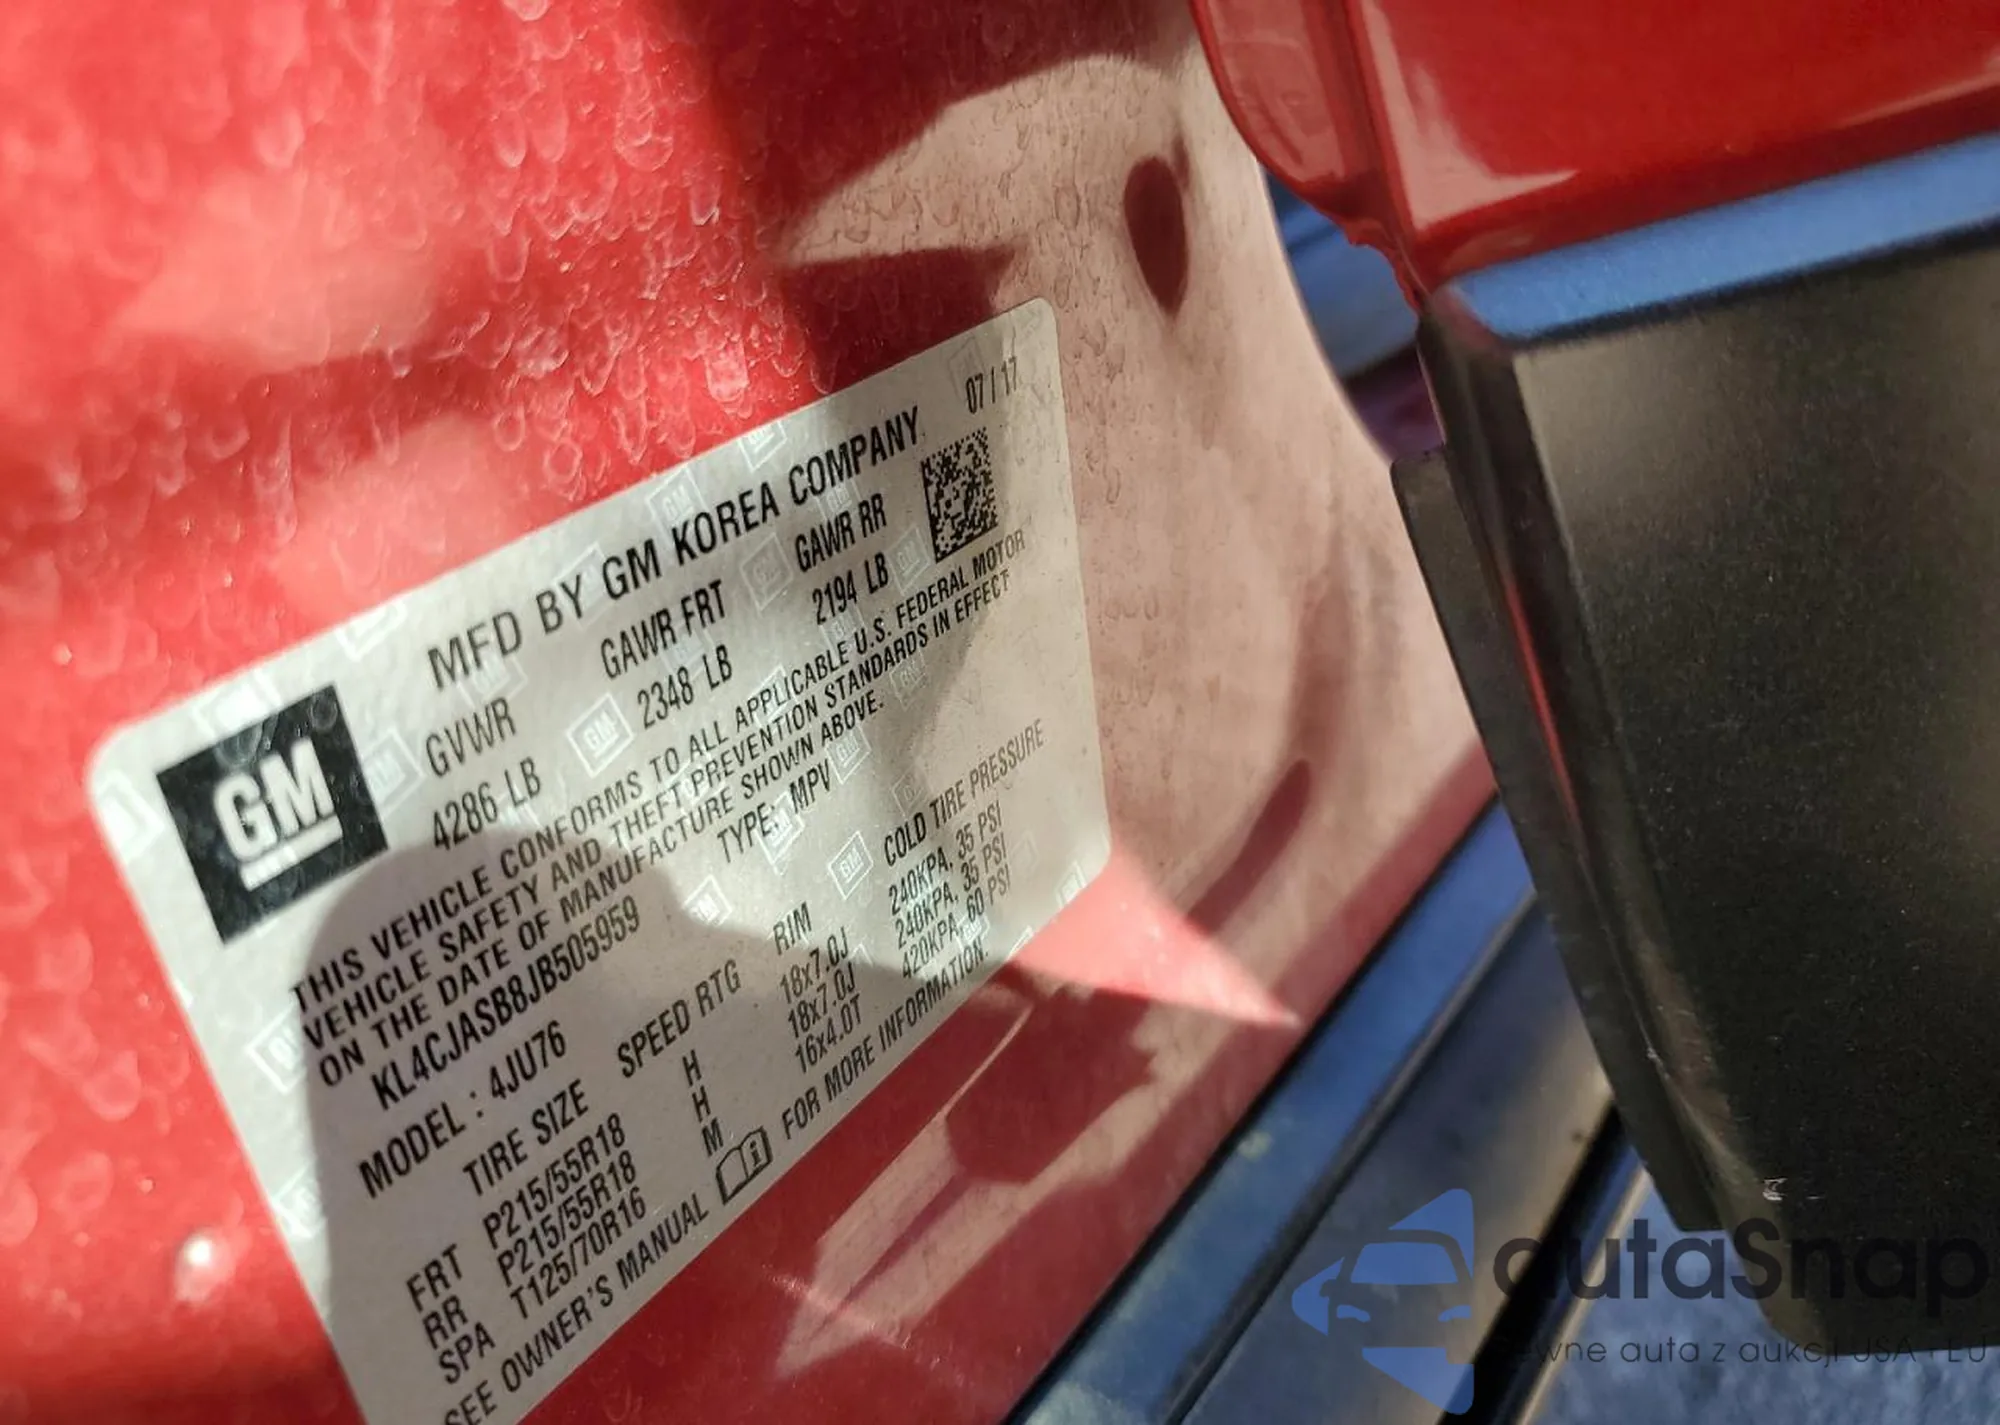 07/17
MFD BY GM KOREA COMPANY
GM
GVWR GAWR FRT GAWR RR
4286 LB 2348 LB 2194 LB
THIS VEHICLE CONFORMS TO ALL APPLICABLE U.S. FEDERAL MOTOR
VEHICLE SAFETY AND THEFT PREVENTION STANDARDS IN EFFECT
ON THE DATE OF MANUFACTURE SHOWN ABOVE.
KL4CJASB8JB505959 TYPE: MPV
MODEL : 4JU76
TIRE SIZE SPEED RTG RIM COLD TIRE PRESSURE
FRT P215/55R18 H 18x7.0J 240KPA, 35 PSI
RR P215/55R18 H 18x7.0J 240KPA, 35 PSI
SPA T125/70R16 M 16x4.0T 420KPA, 60 PSI
SEE OWNER'S MANUAL FOR MORE INFORMATION.
autaSnap
auta z aukcji USA